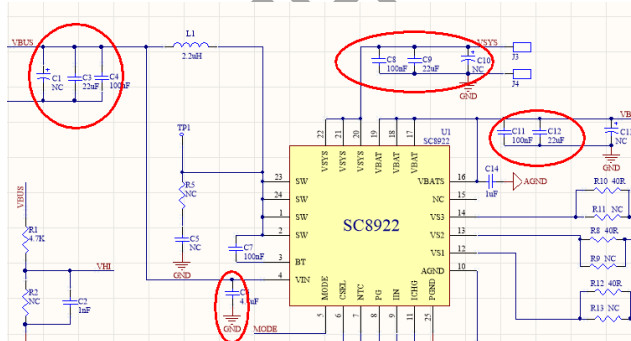 VBUS
L1
2.2uH
C1
NC
C3
22uF
C4
100nF
C8
100nF
C9
22uF
C10
NC
VSYS
J3
J4
GND
TP1
22
21
20
19
18
17
VSYS
VSYS
VSYS
VBAT
VBAT
VBAT
U1
SC8922
C11
100nF
C12
22uF
GND
NC
VB
R5
NC
C5
NC
GND
C7
100nF
23
24
1
2
3
4
SW
SW
SW
SW
BT
VIN
SC8922
VBATS
NC
VS3
VS2
VS1
AGND
16
15
14
13
12
10
C14
1uF
AGND
R10 40R
R11 NC
R8 40R
R9 NC
R12 40R
R13 NC
VBUS
R1
4.7K
VHI
R2
NC
C2
1nF
GND
MODE
MODE
CSEL
NTC
PG
IIN
ICHG
PGND
5
6
7
8
9
11
25